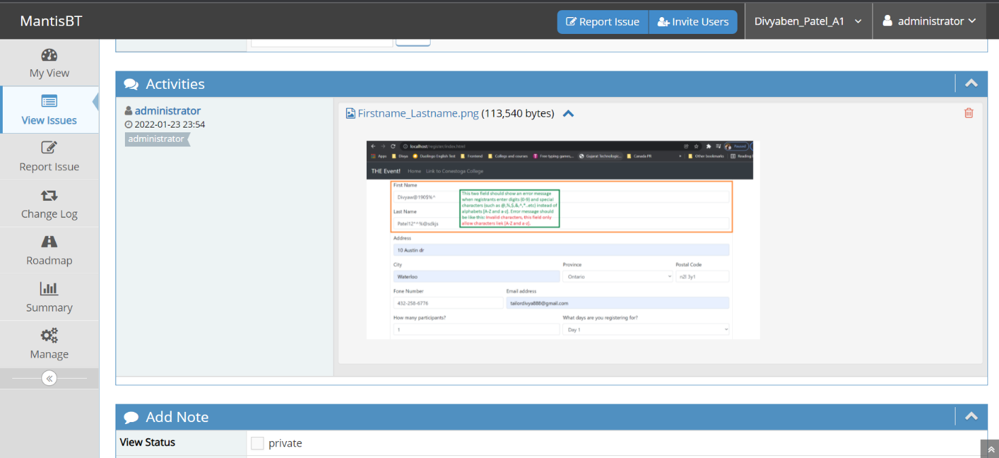 MantisBT
Report Issue
Invite Users
Divyaben_Patel_A1
administrator
My View
View Issues
Report Issue
Change Log
Roadmap
Summary
Manage
Activities
administrator
2022-01-23 23:54
administrator
Firstname_Lastname.png (113,540 bytes)
localhost/register/index.html
Paused
Apps
Divya
Duolingo English Test
Frontend
Collegs and courses
Free typing games,...
Gujarat Technologic...
Canada PR
»
Other bookmarks
Reading
THE Event! Home Link to Conestoga College
First Name
Divyaw@190$%^
This two field should show an error message
when registrants enter digits (0-9) and special
characters (such as @,%,$,&,^,*..etc) instead of
alphabets [A-Z and a-z]. Error message should
be like this: Invalid characters, this field only
allow characters liek [A-Z and a-z].
Last Name
Patel12*^%@sdkjs
Address
10 Austin dr
City
Province
Postal Code
Waterloo
Ontario
n2l 3y1
Fone Number
Email address
432-258-6776
tailordivya888@gmail.com
How many participants?
What days are you registering for?
1
Day 1
Add Note
View Status
private